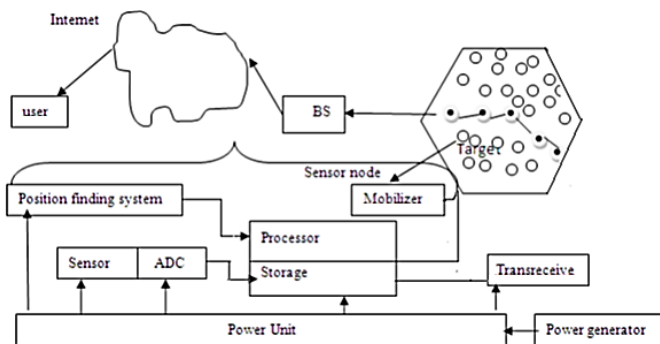 Internet
user
BS
Target
Sensor node
Position finding system
Mobilizer
Processor
Sensor
ADC
Storage
Transreceive
Power Unit
Power generator